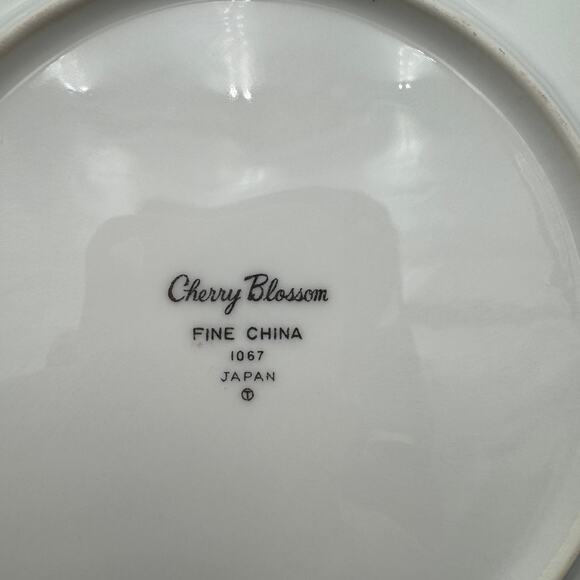 Cherry Blossom
FINE CHINA
1067
JAPAN
Ⓣ